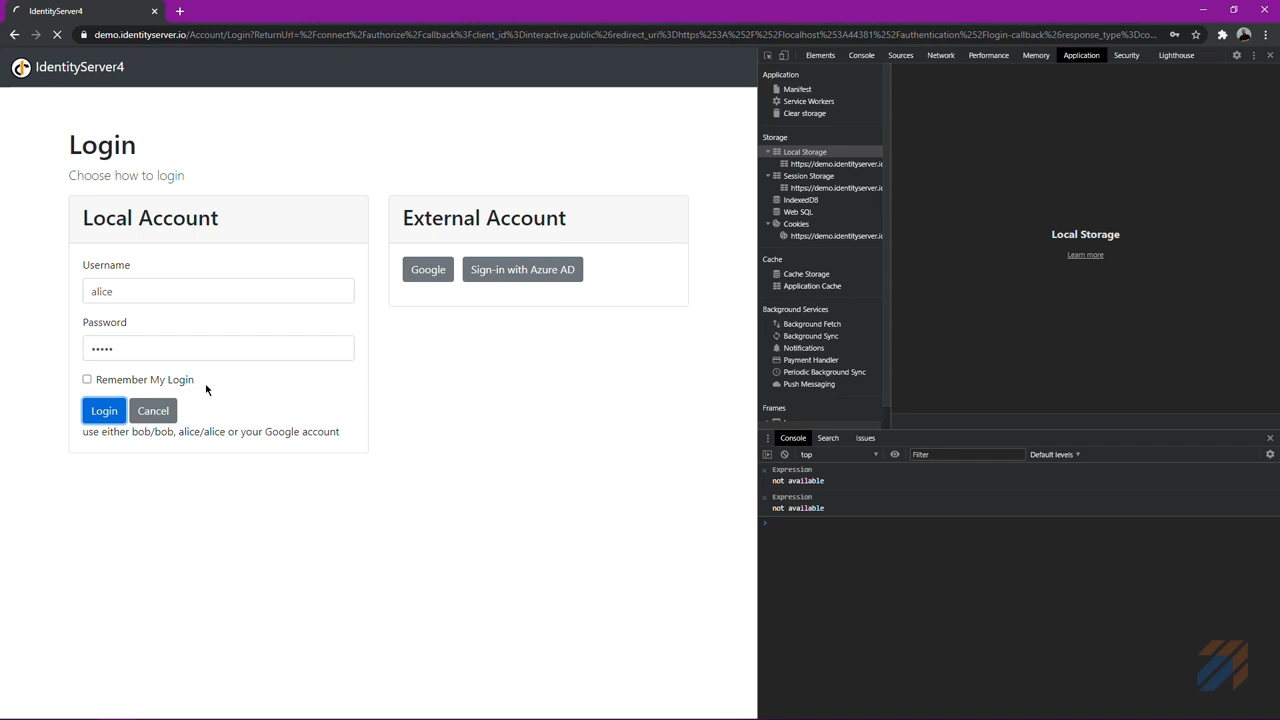 IdentityServer4
demo.identityserver.io/Account/Login?ReturnUrl=%2Fconnect%2Fauthorize%2Fcallback%3Fclient_id%3Dinteractive.public%26redirect_uri%3Dhttps%253A%252F%252Flocalhost%253A44381%252Fauthentication%252Flogin-callback%26response_type%3Dco...
IdentityServer4
Login
Choose how to login
Local Account
Username
alice
Password
•••••
Remember My Login
Login Cancel
use either bob/bob, alice/alice or your Google account
External Account
Google Sign-in with Azure AD
Elements Console Sources Network Performance Memory Application Security Lighthouse
Application
Manifest
Service Workers
Clear storage
Storage
Local Storage
https://demo.identityserver.ic
Session Storage
https://demo.identityserver.ic
IndexedDB
Web SQL
Cookies
https://demo.identityserver.ic
Cache
Cache Storage
Application Cache
Background Services
Background Fetch
Background Sync
Notifications
Payment Handler
Periodic Background Sync
Push Messaging
Frames
Local Storage
Learn more
Console Search Issues
top Filter Default levels
Expression
not available
Expression
not available